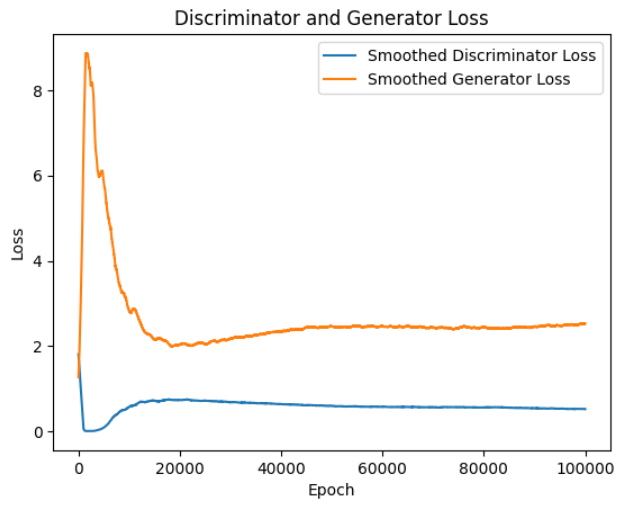 Discriminator and Generator Loss
Smoothed Discriminator Loss
Smoothed Generator Loss
Loss
8
6
4
2
0
0 20000 40000 60000 80000 100000
Epoch